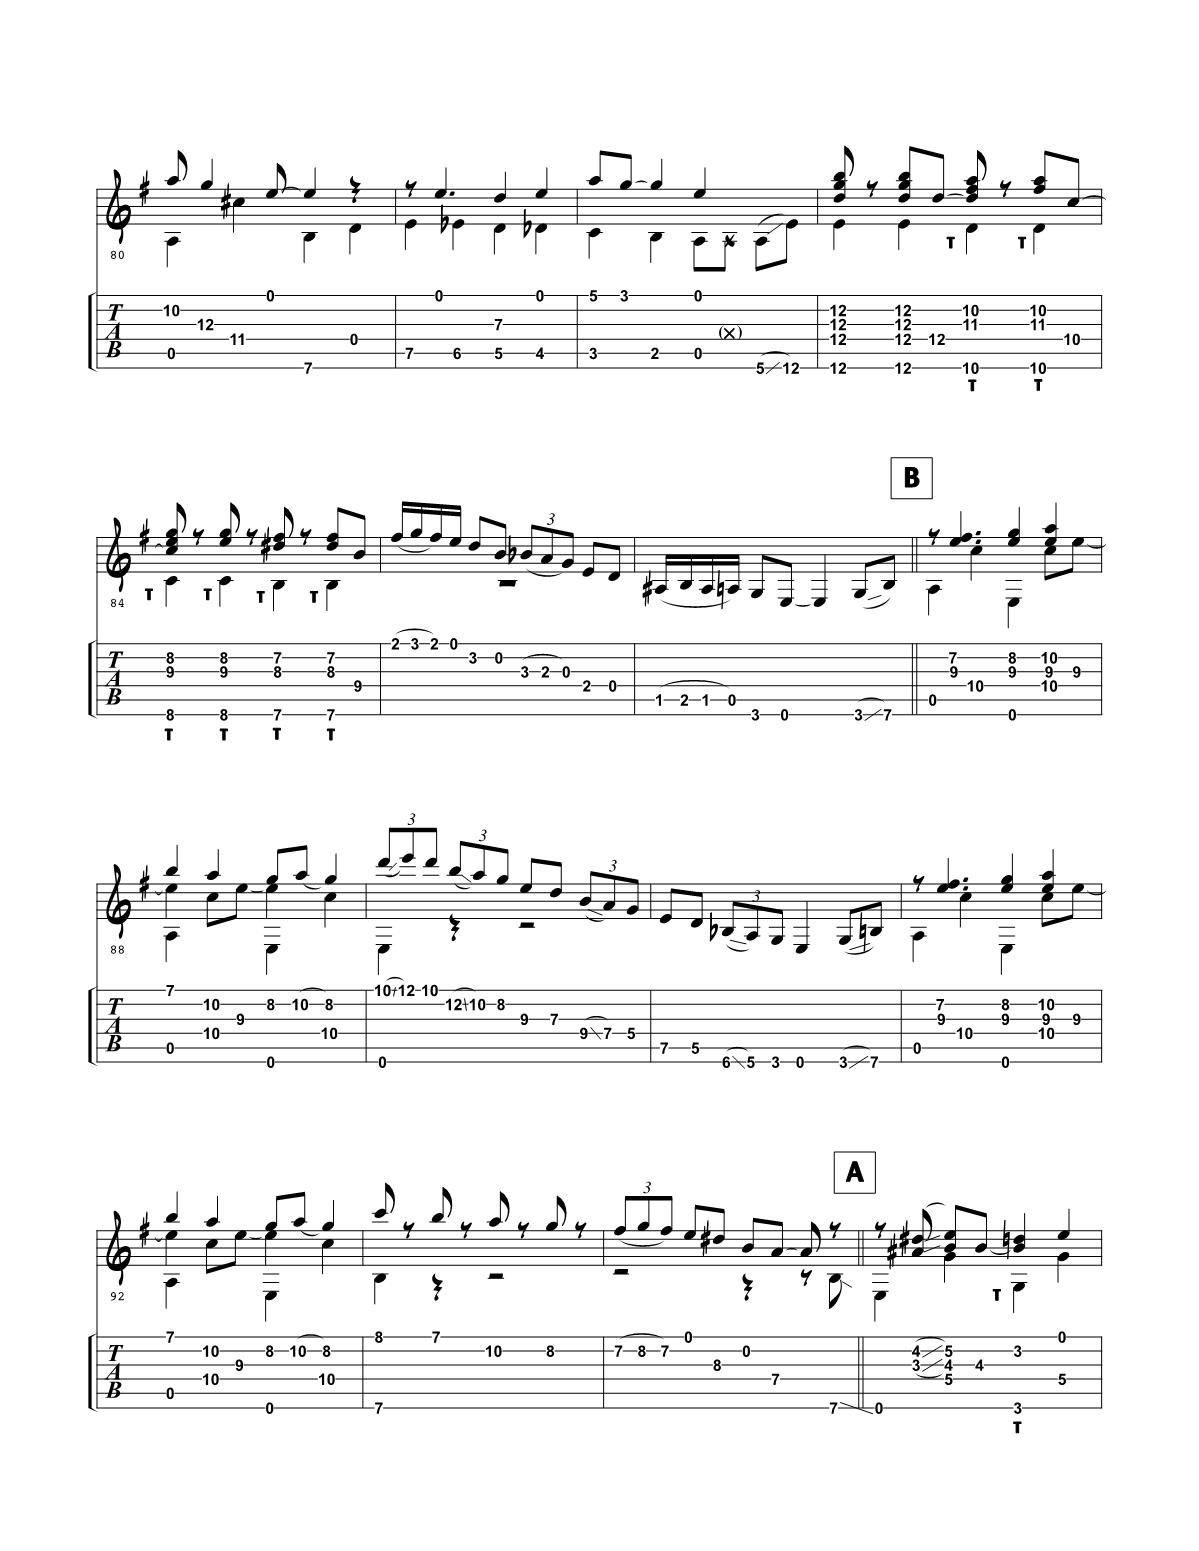 80
T T
0 0 0 5 3 0
T 10 12 10 12 10 10
A 12 7 (X) 12 12 11 11
11 0 12 12 10
B 0 7 6 5 4 3 2 0
7 5 12 12 12 10 10
T T
B
3
84
T T T T
2 3 2 0
T 8 8 7 7 3 0 7 8 10
A 9 9 8 8 3 2 0 9 9 9 9
9 2 0 10 10
B 1 2 1 0 0
8 8 7 7 3 0 3 7 0
T T T T
3 3 3 3
88
7 10 12 10
T 10 8 10 8 12 10 8 7 8 10
A 9 9 7 9 9 9 9
10 10 9 7 5 10 10
B 0 7 5 0
0 0 6 5 3 0 3 7 0
A
3
92
T
7 8 7 0 0
T 10 8 10 8 10 8 7 8 7 0 4 5 3
A 9 8 3 4 4
10 10 7 5 5
B 0
0 7 7 0 3
T